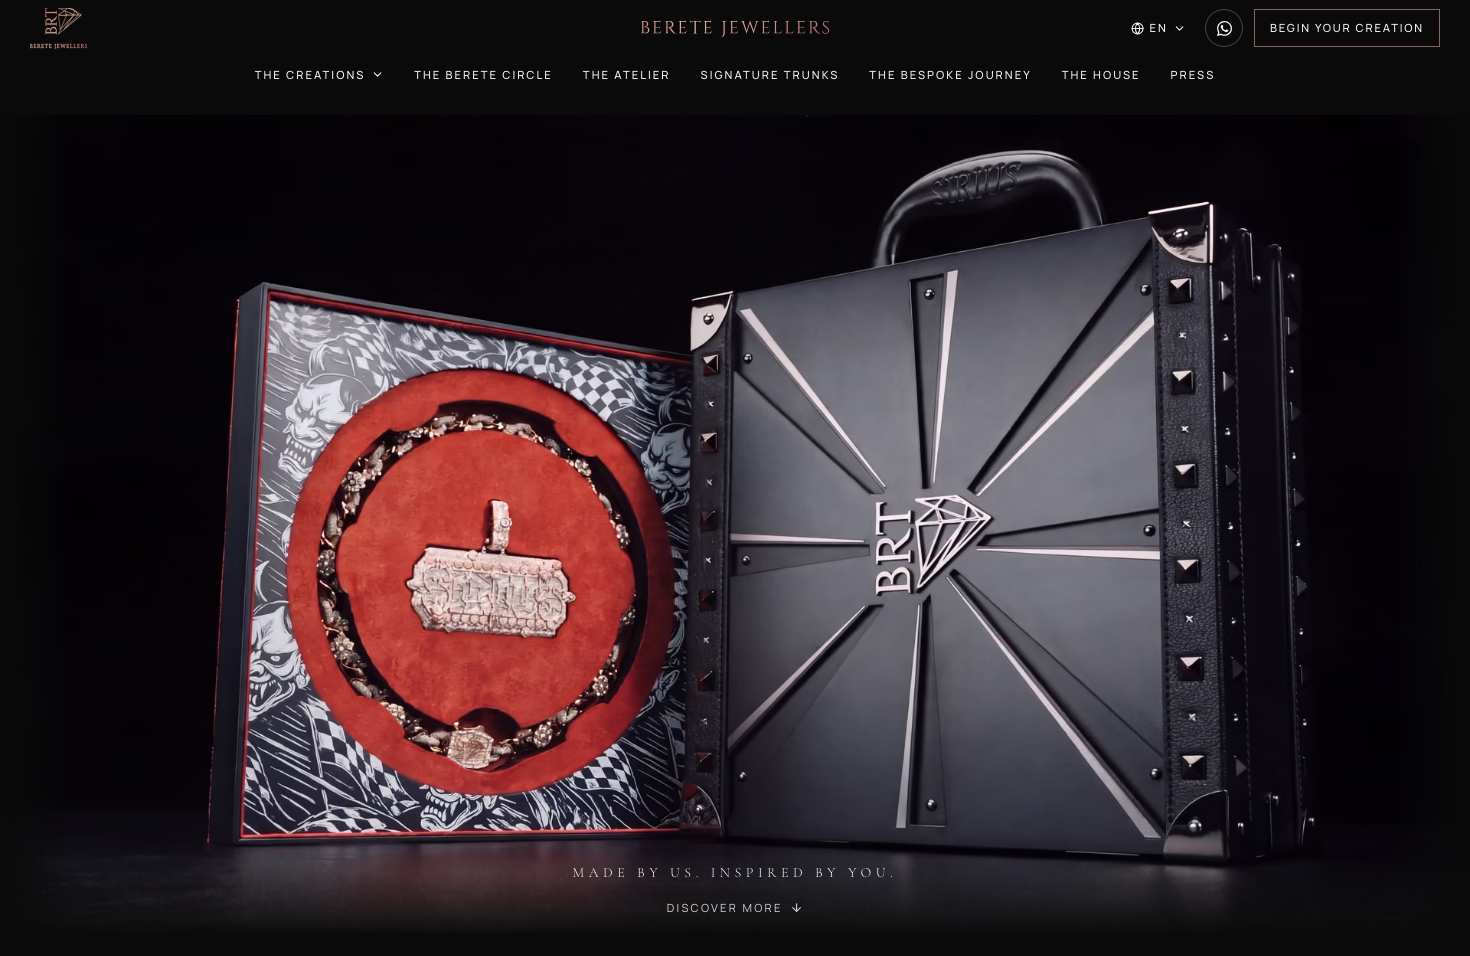 BRT
BERETE JEWELLERS
BERETE JEWELLERS
EN
BEGIN YOUR CREATION
THE CREATIONS
THE BERETE CIRCLE
THE ATELIER
SIGNATURE TRUNKS
THE BESPOKE JOURNEY
THE HOUSE
PRESS
SIRIUS
BRT
MADE BY US. INSPIRED BY YOU.
DISCOVER MORE